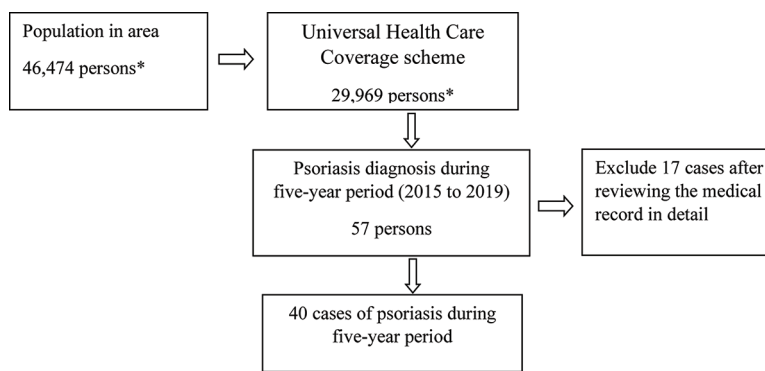 Population in area
46,474 persons*
Universal Health Care
Coverage scheme
29,969 persons*
Psoriasis diagnosis during
five-year period (2015 to 2019)
57 persons
Exclude 17 cases after
reviewing the medical
record in detail
40 cases of psoriasis during
five-year period